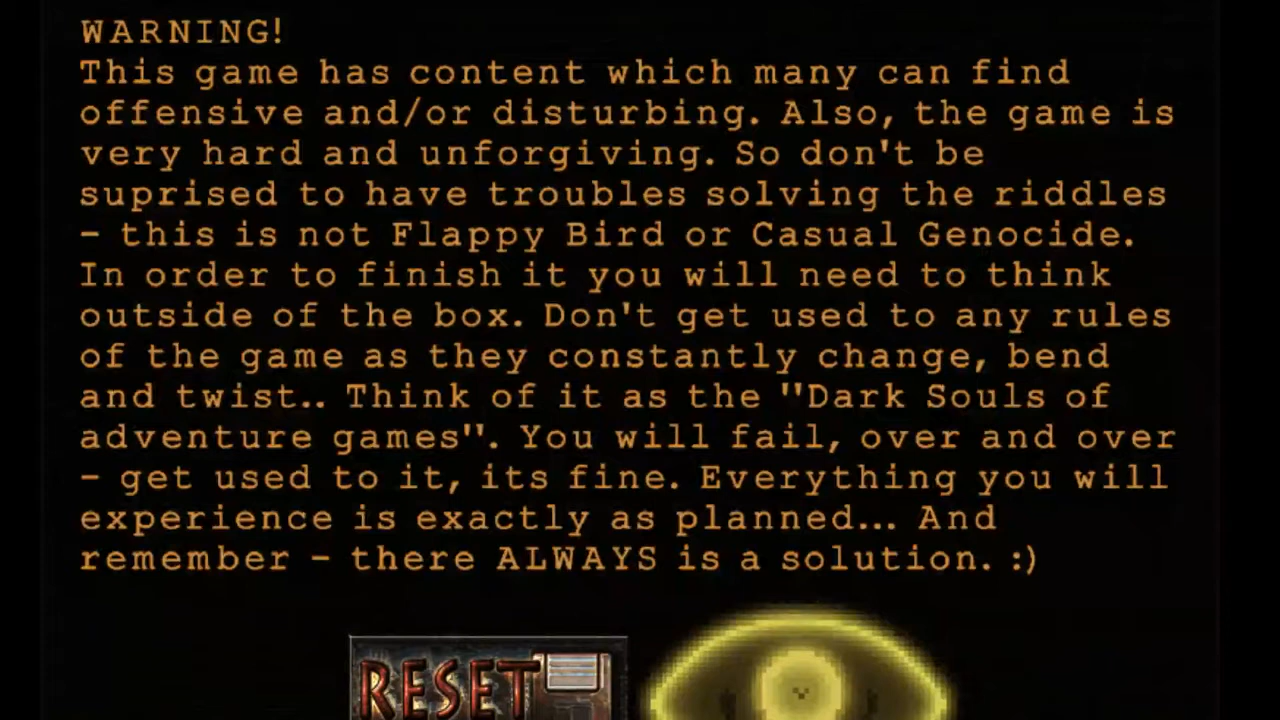 WARNING!
This game has content which many can find
offensive and/or disturbing. Also, the game is
very hard and unforgiving. So don't be
suprised to have troubles solving the riddles
- this is not Flappy Bird or Casual Genocide.
In order to finish it you will need to think
outside of the box. Don't get used to any rules
of the game as they constantly change, bend
and twist.. Think of it as the "Dark Souls of
adventure games". You will fail, over and over
- get used to it, its fine. Everything you will
experience is exactly as planned... And
remember - there ALWAYS is a solution. :)
RESET